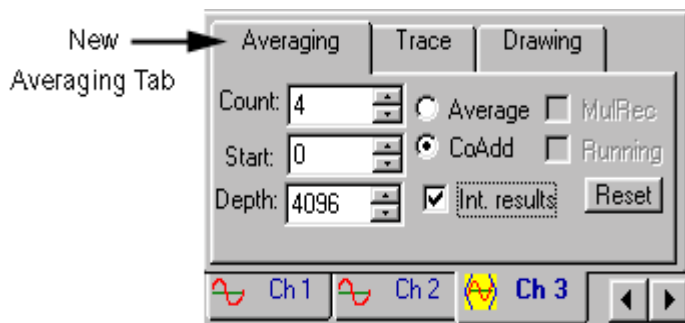 New
Averaging Tab
Averaging Trace Drawing
Count: 4 Average MulRec
Start: 0 CoAdd Running
Depth: 4096 Int. results Reset
Ch 1 Ch 2 Ch 3